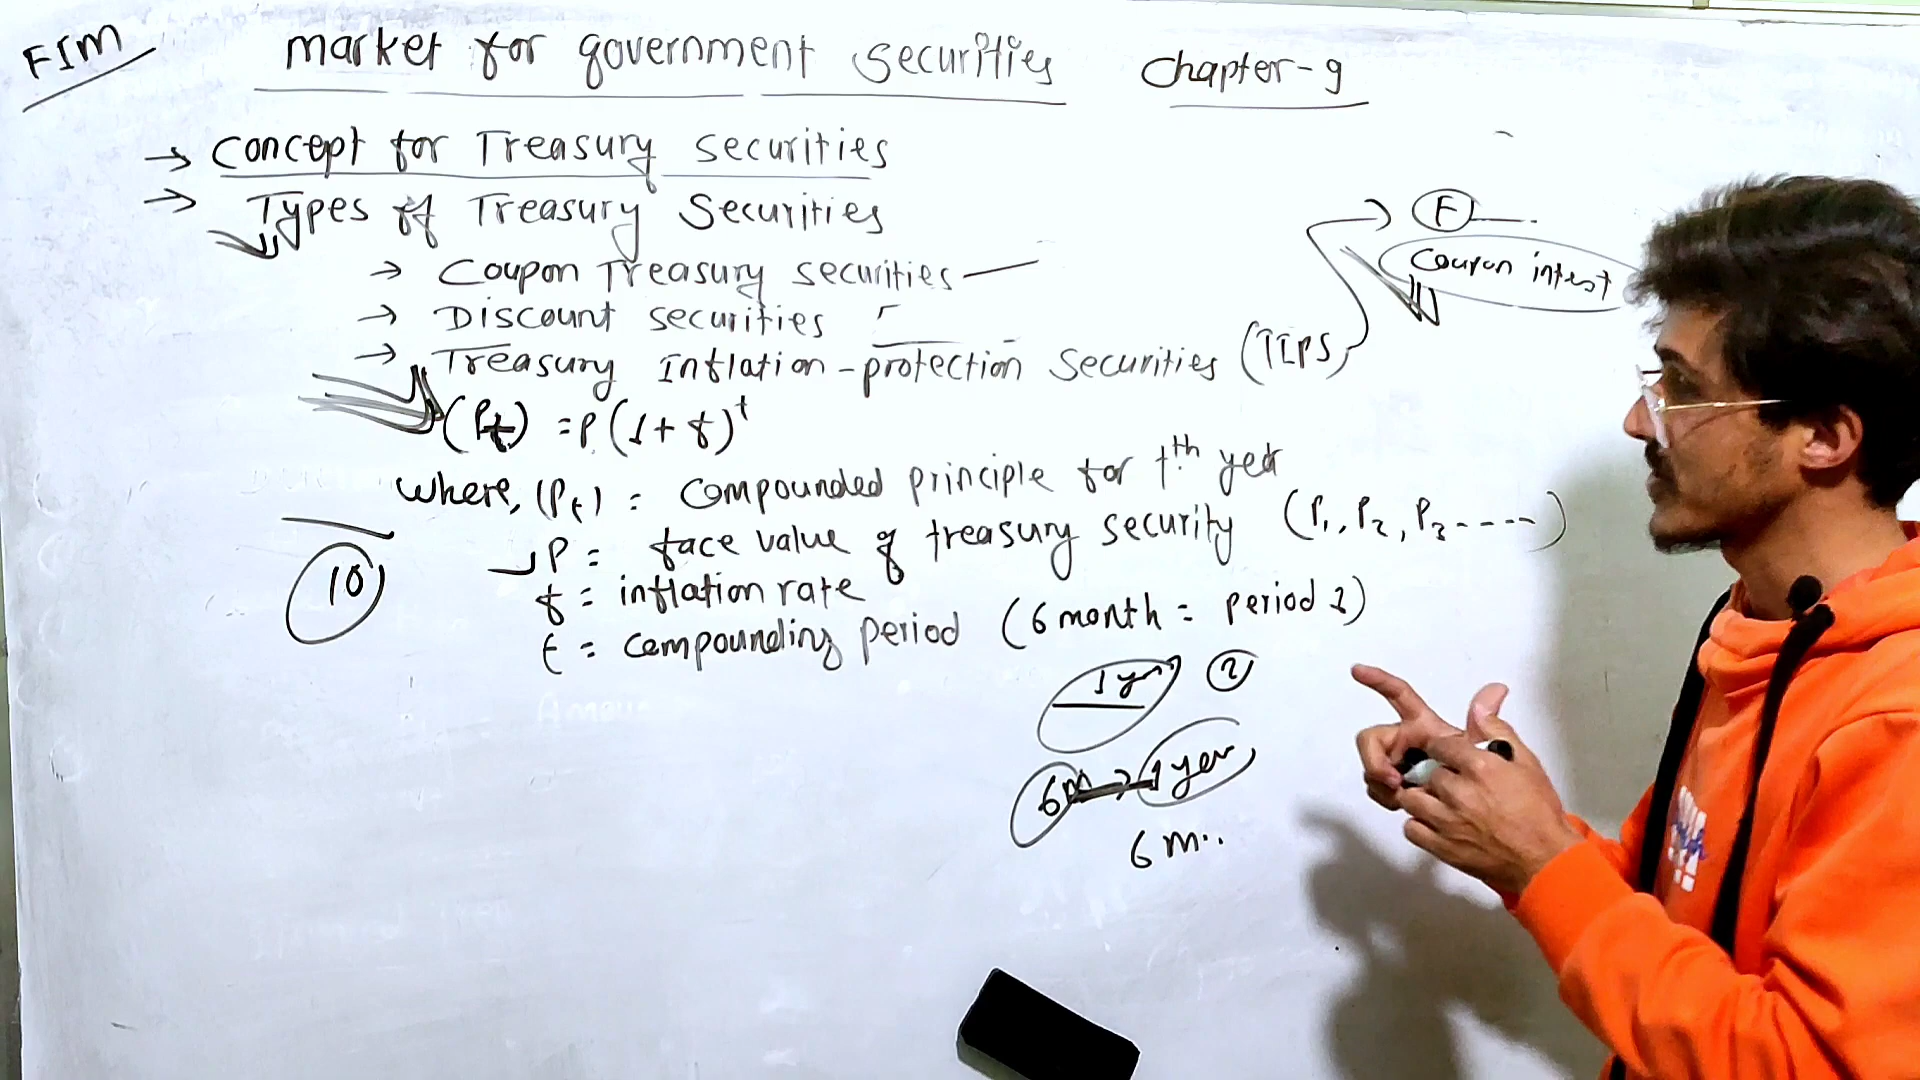 FIM
market for government securities Chapter-9
→ Concept for Treasury securities
→ Types of Treasury Securities
→ Coupon Treasury securities
→ Discount securities
→ Treasury Inflation-protection Securities (TIPS)
(Pt) = P(1+f)^t
where, (Pt) = Compounded principle for tth year
P = face value of treasury security (P1, P2, P3----)
f = inflation rate
t = compounding period (6 month = period 1)
F
Coupon
10
1 2
6m → 1 year
6 m..